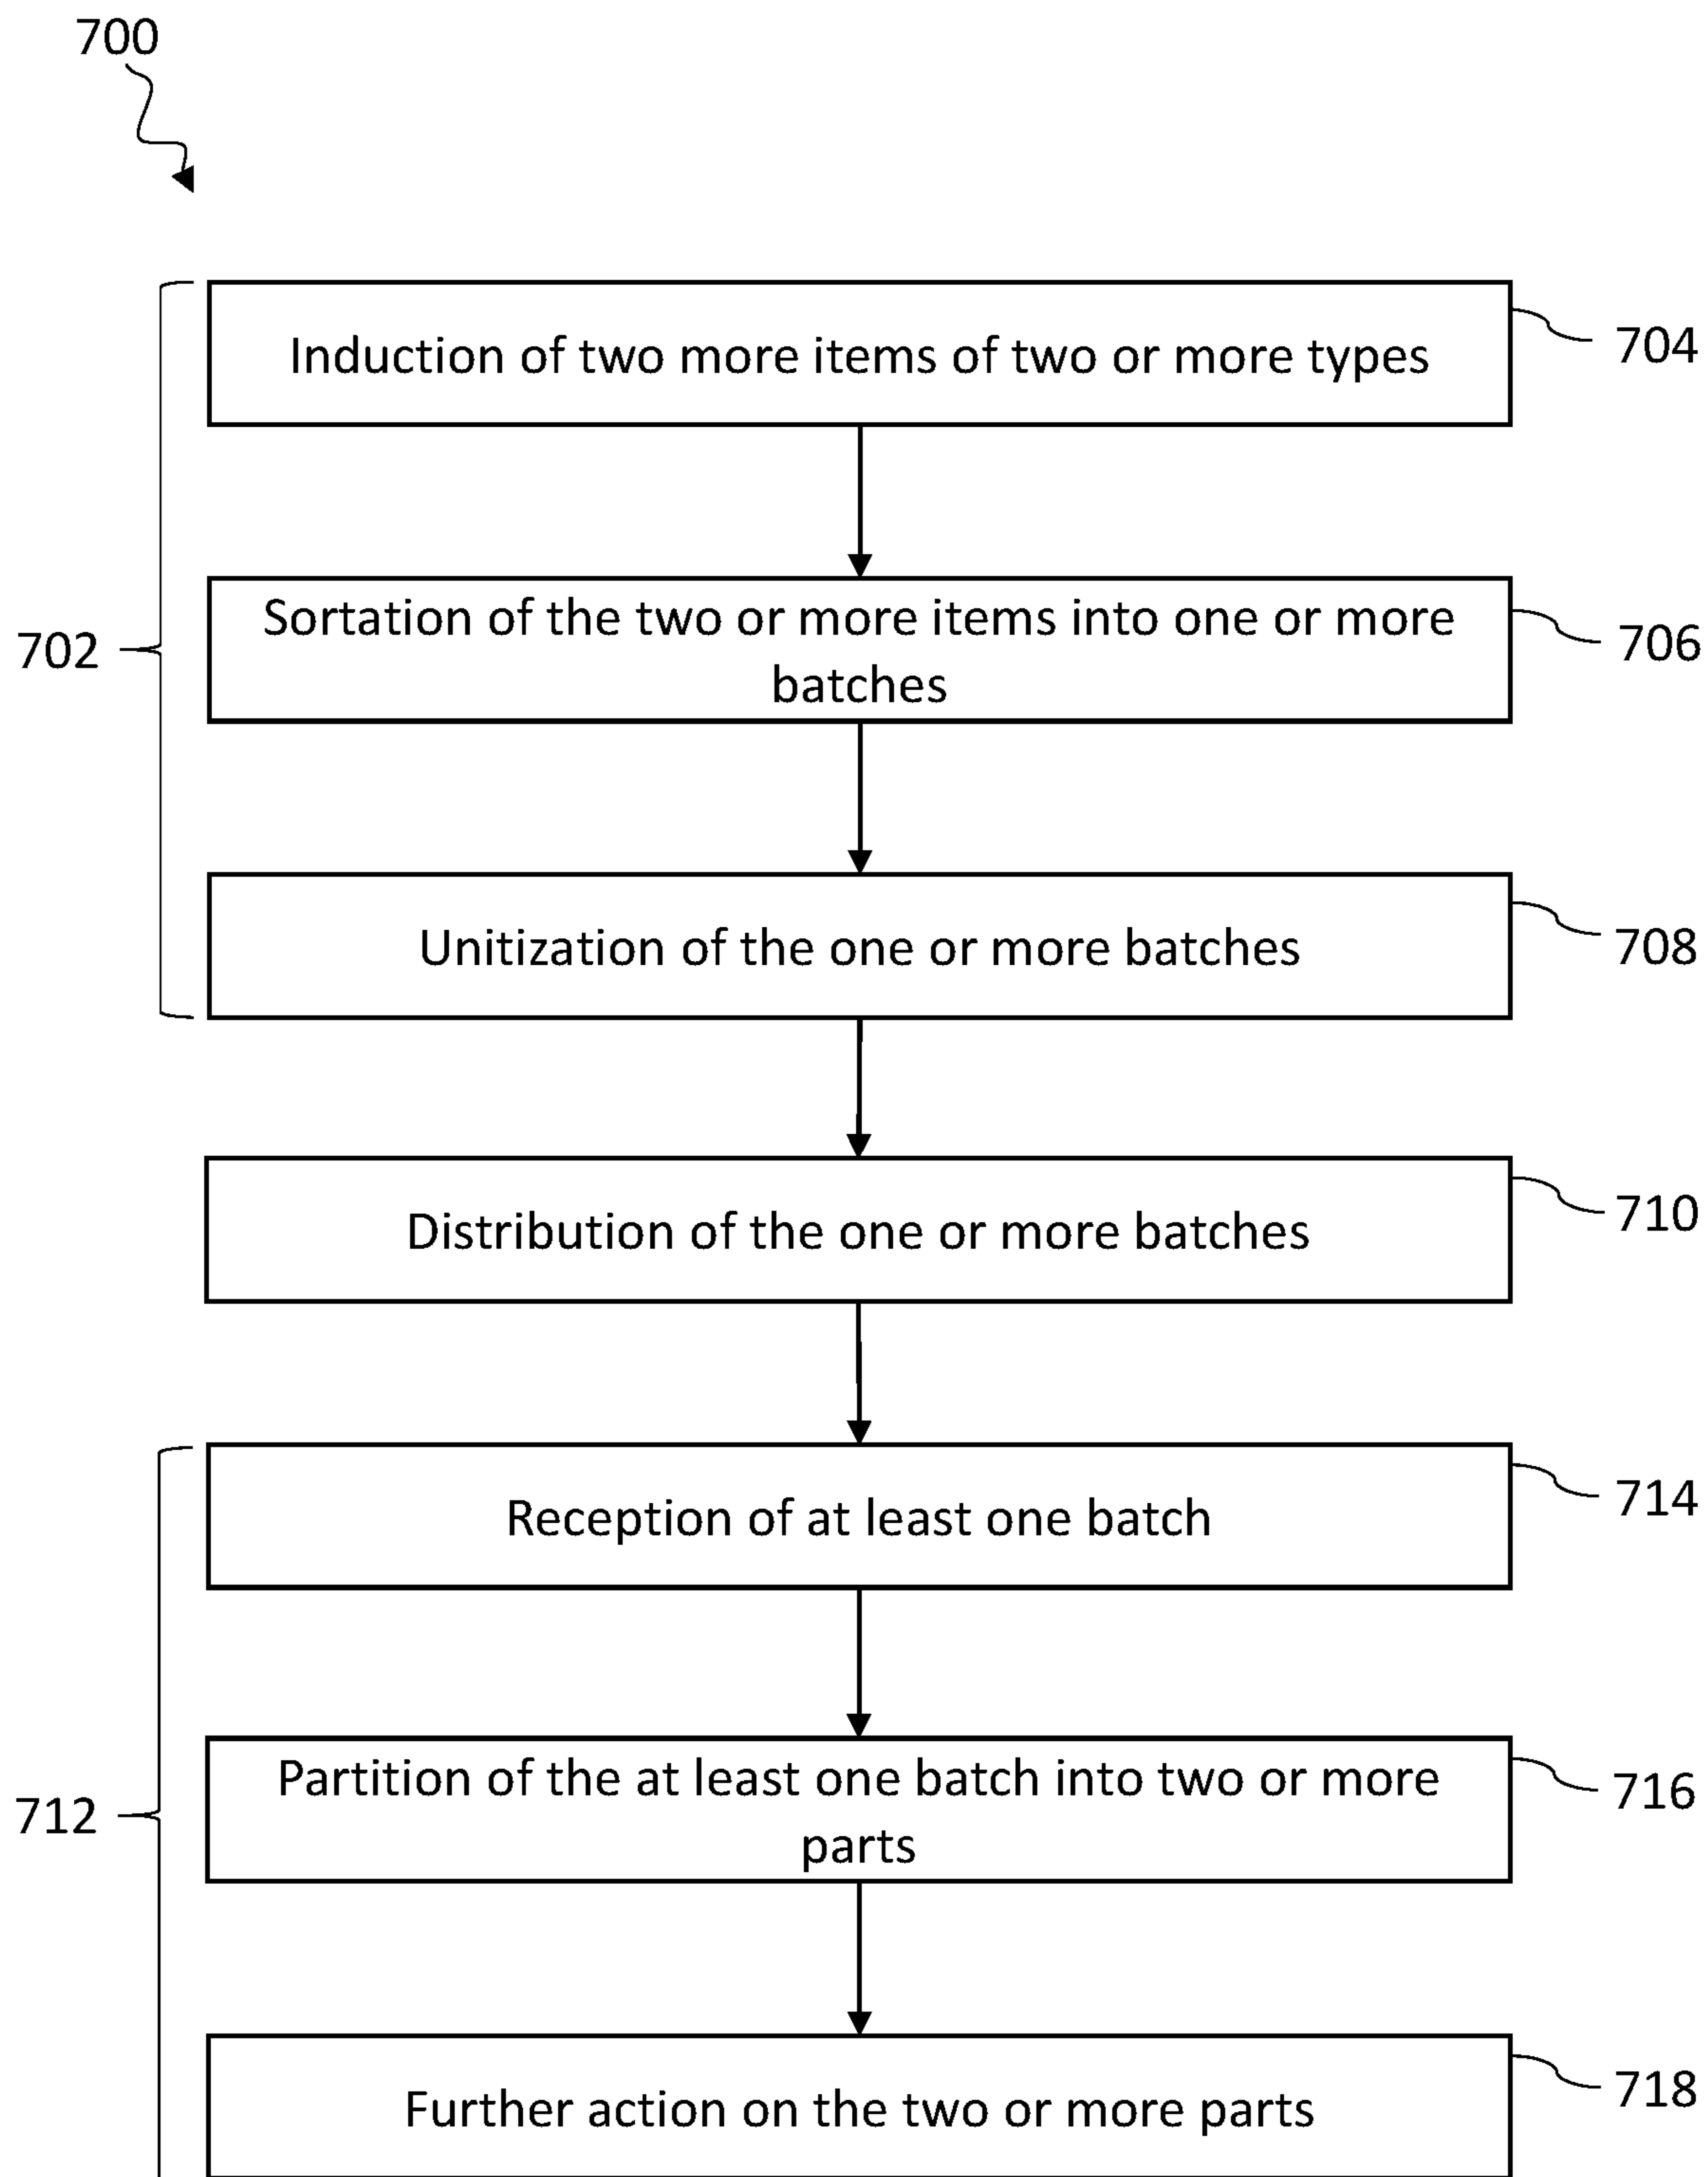 700
Induction of two more items of two or more types
704
Sortation of the two or more items into one or more
batches
706
702
Unitization of the one or more batches
708
Distribution of the one or more batches
710
Reception of at least one batch
714
Partition of the at least one batch into two or more
parts
716
712
Further action on the two or more parts
718